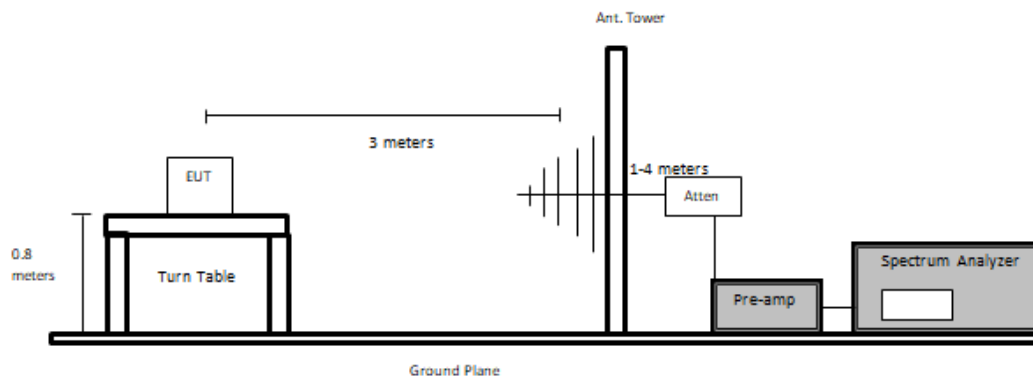 Ant. Tower
3 meters
1-4 meters
EUT
Atten
0.8
meters
Turn Table
Spectrum Analyzer
Pre-amp
Ground Plane